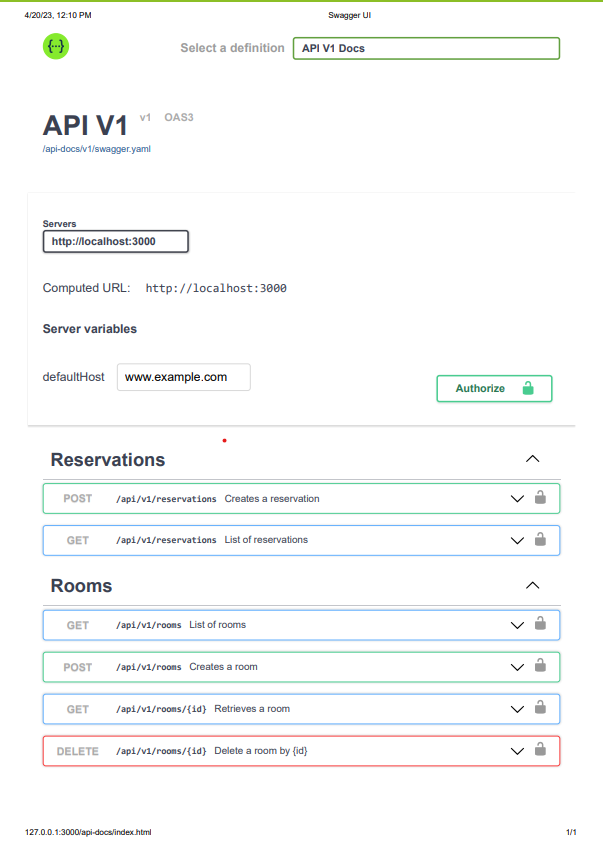 4/20/23, 12:10 PM Swagger UI
{··} Select a definition API V1 Docs
API V1 v1 OAS3
/api-docs/v1/swagger.yaml
Servers
http://localhost:3000
Computed URL: http://localhost:3000
Server variables
defaultHost www.example.com
Authorize
Reservations
POST /api/v1/reservations Creates a reservation
GET /api/v1/reservations List of reservations
Rooms
GET /api/v1/rooms List of rooms
POST /api/v1/rooms Creates a room
GET /api/v1/rooms/{id} Retrieves a room
DELETE /api/v1/rooms/{id} Delete a room by {id}
127.0.0.1:3000/api-docs/index.html 1/1